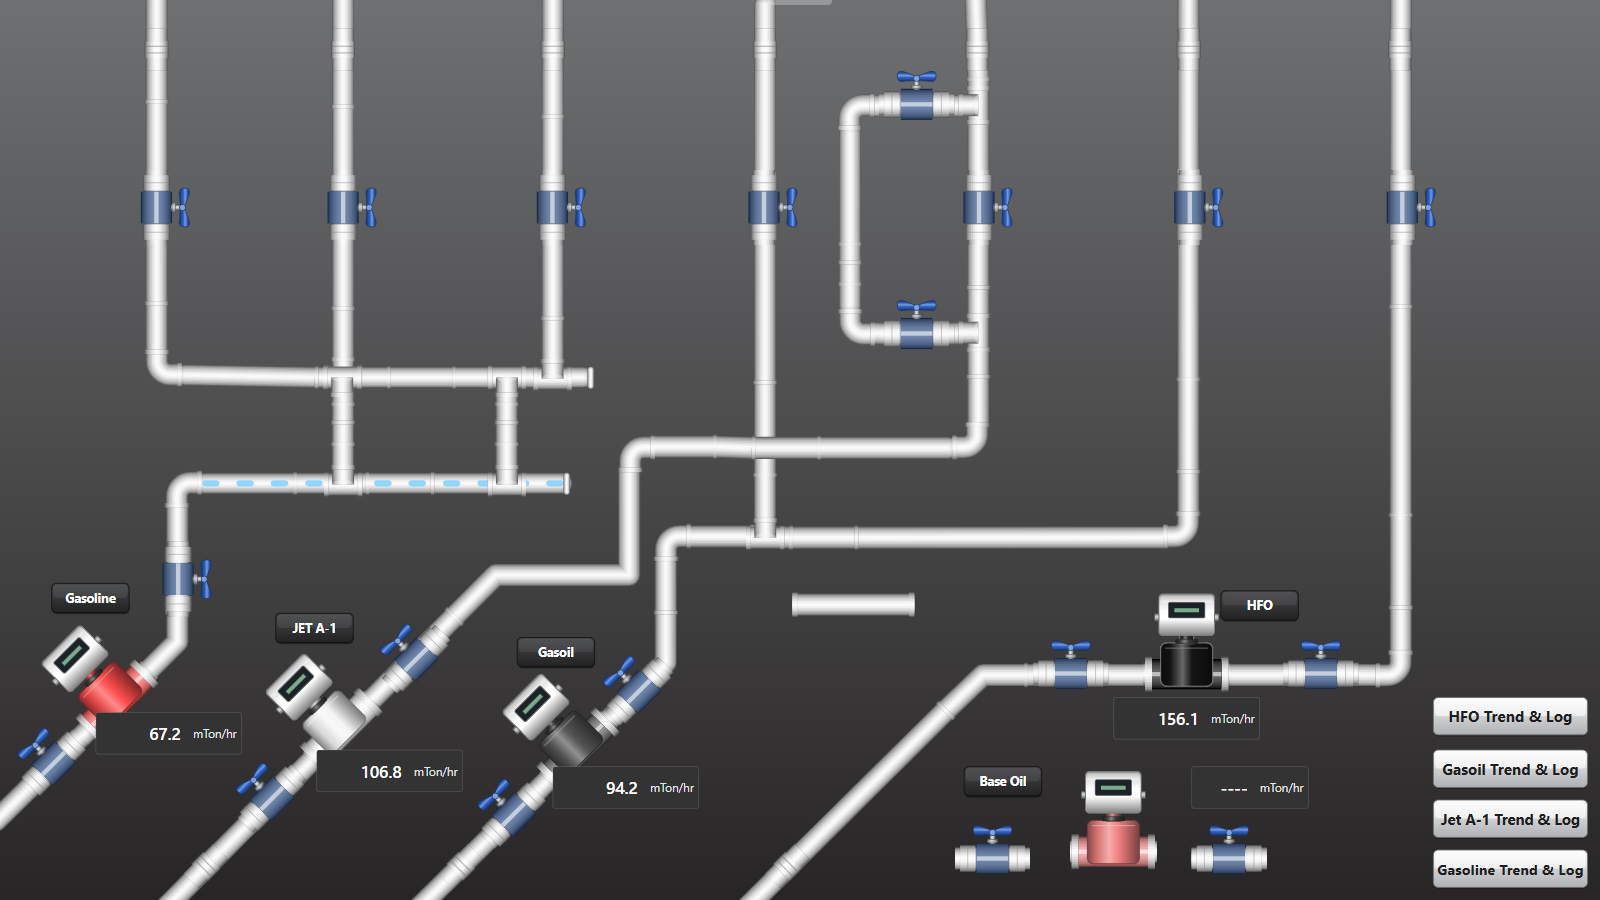 Gasoline
JET A-1
Gasoil
HFO
67.2 mTon/hr
106.8 mTon/hr
94.2 mTon/hr
156.1 mTon/hr
Base Oil
---- mTon/hr
HFO Trend & Log
Gasoil Trend & Log
Jet A-1 Trend & Log
Gasoline Trend & Log